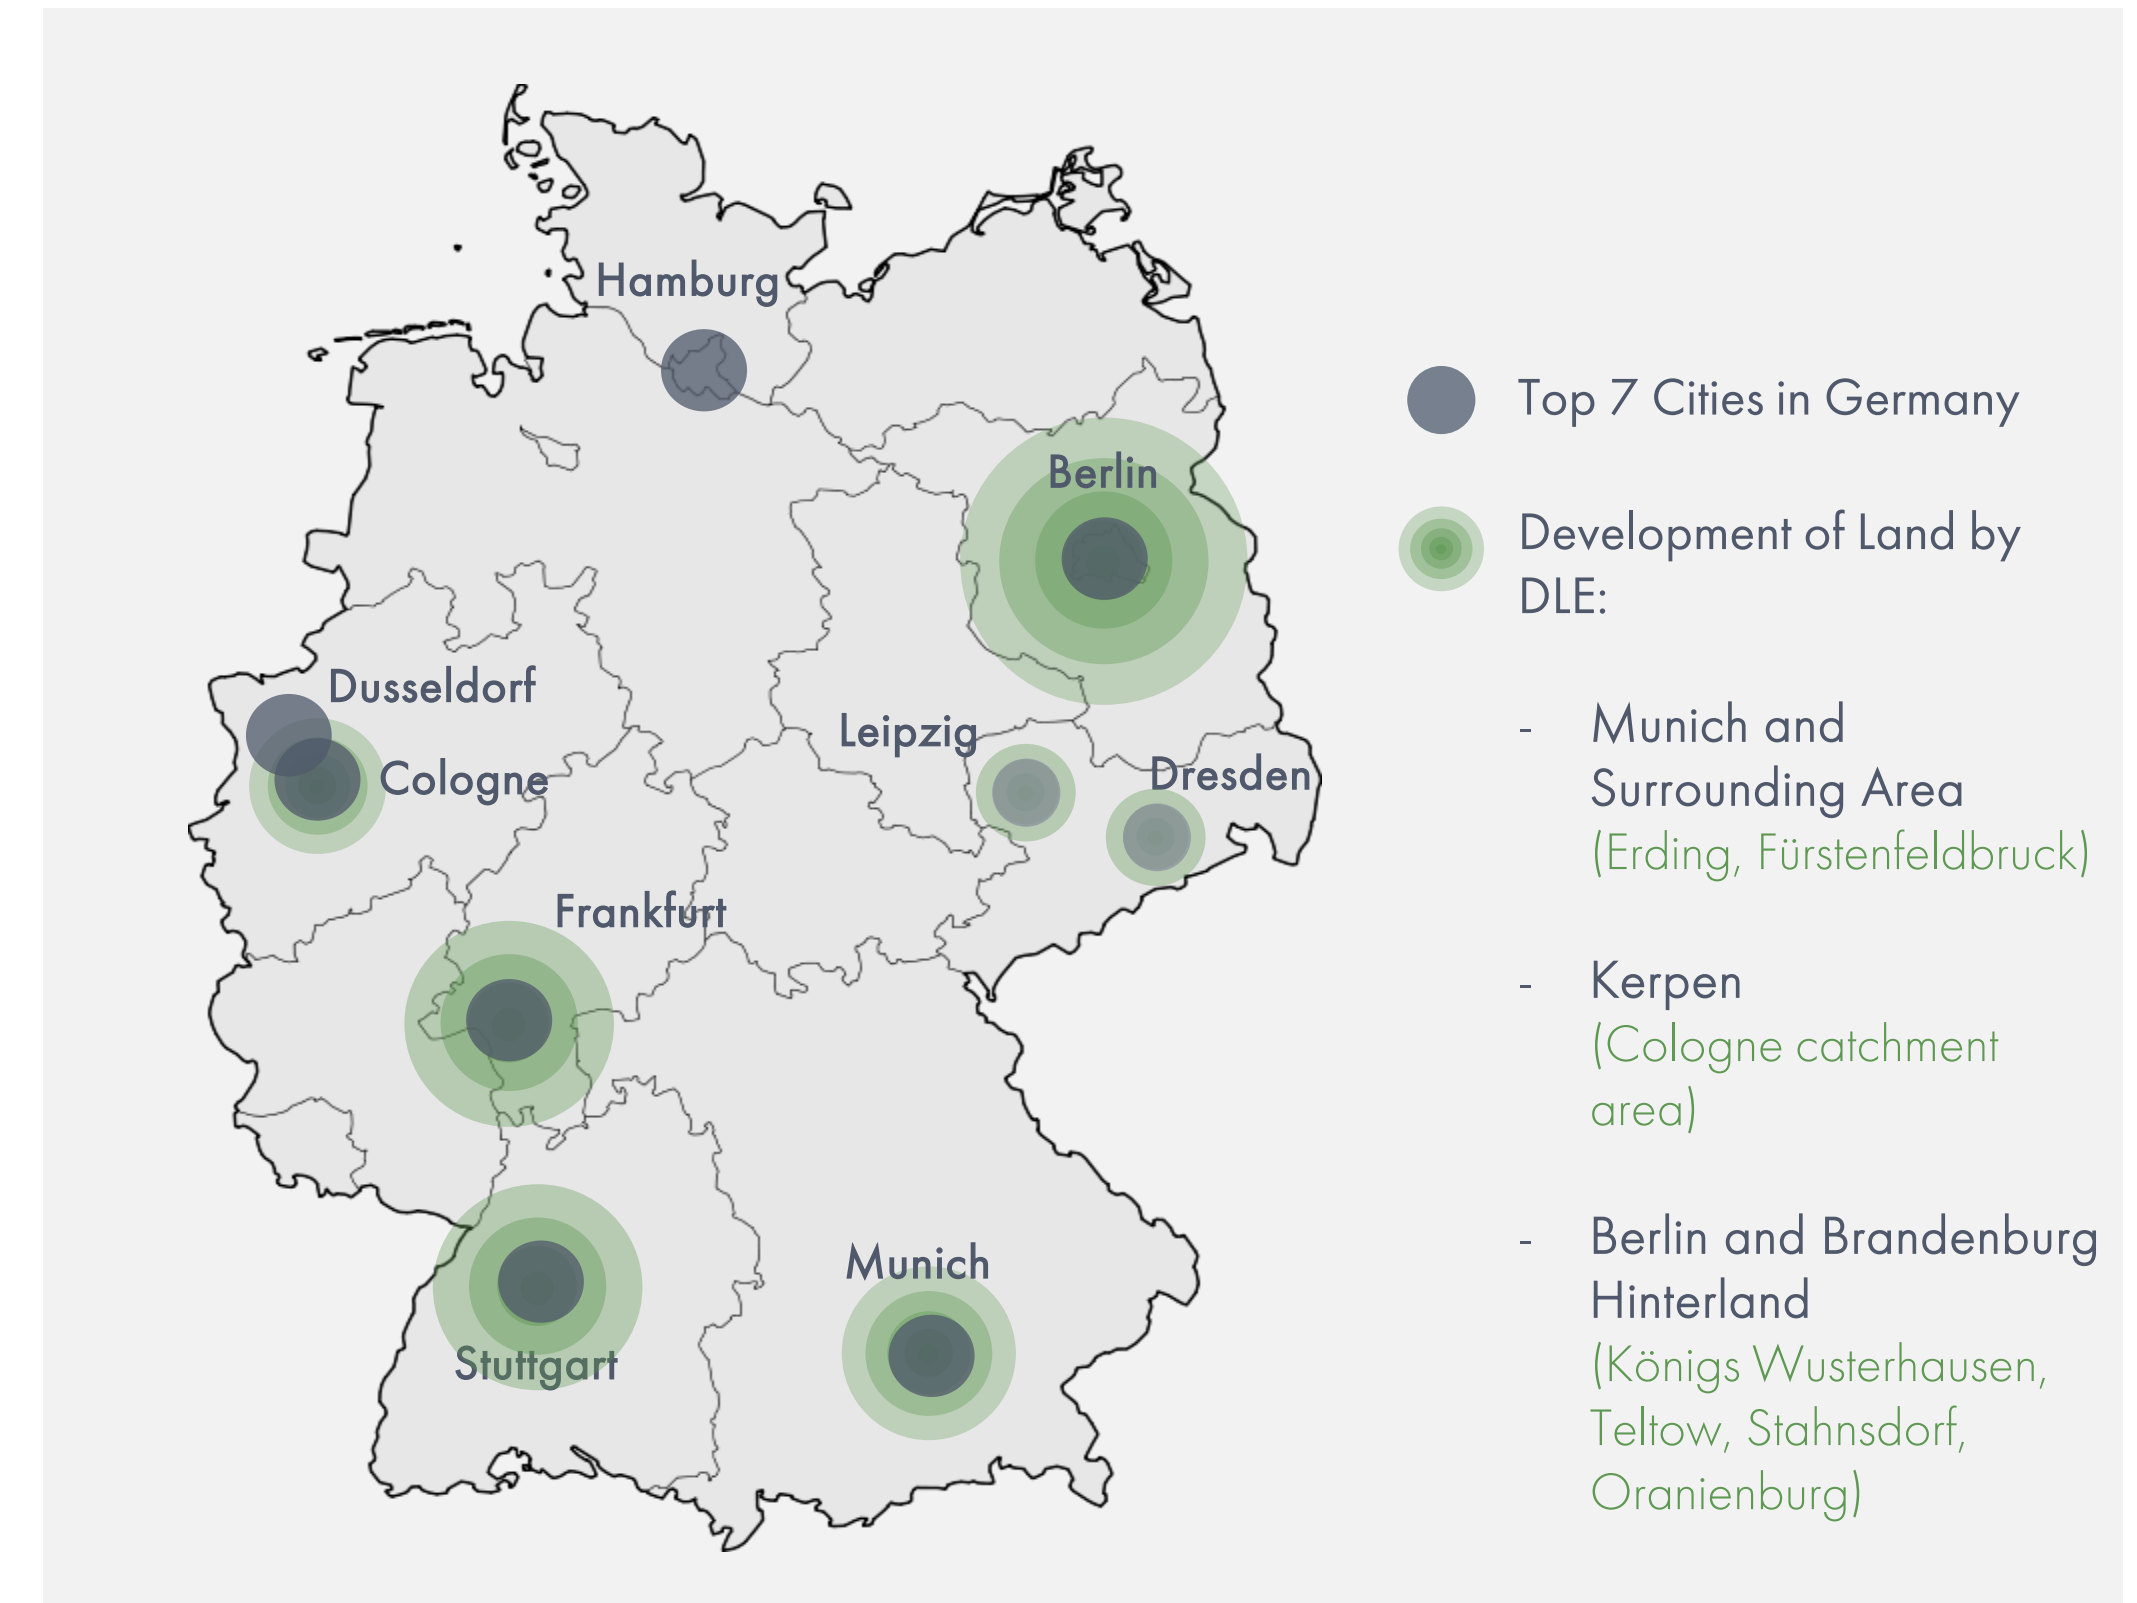 Hamburg
Berlin
Dusseldorf
Leipzig
Cologne
Dresden
Frankfurt
Munich
Stuttgart
Top 7 Cities in Germany
Development of Land by
DLE:
- Munich and
Surrounding Area
(Erding, Fürstenfeldbruck)
- Kerpen
(Cologne catchment
area)
- Berlin and Brandenburg
Hinterland
(Königs Wusterhausen,
Teltow, Stahnsdorf,
Oranienburg)